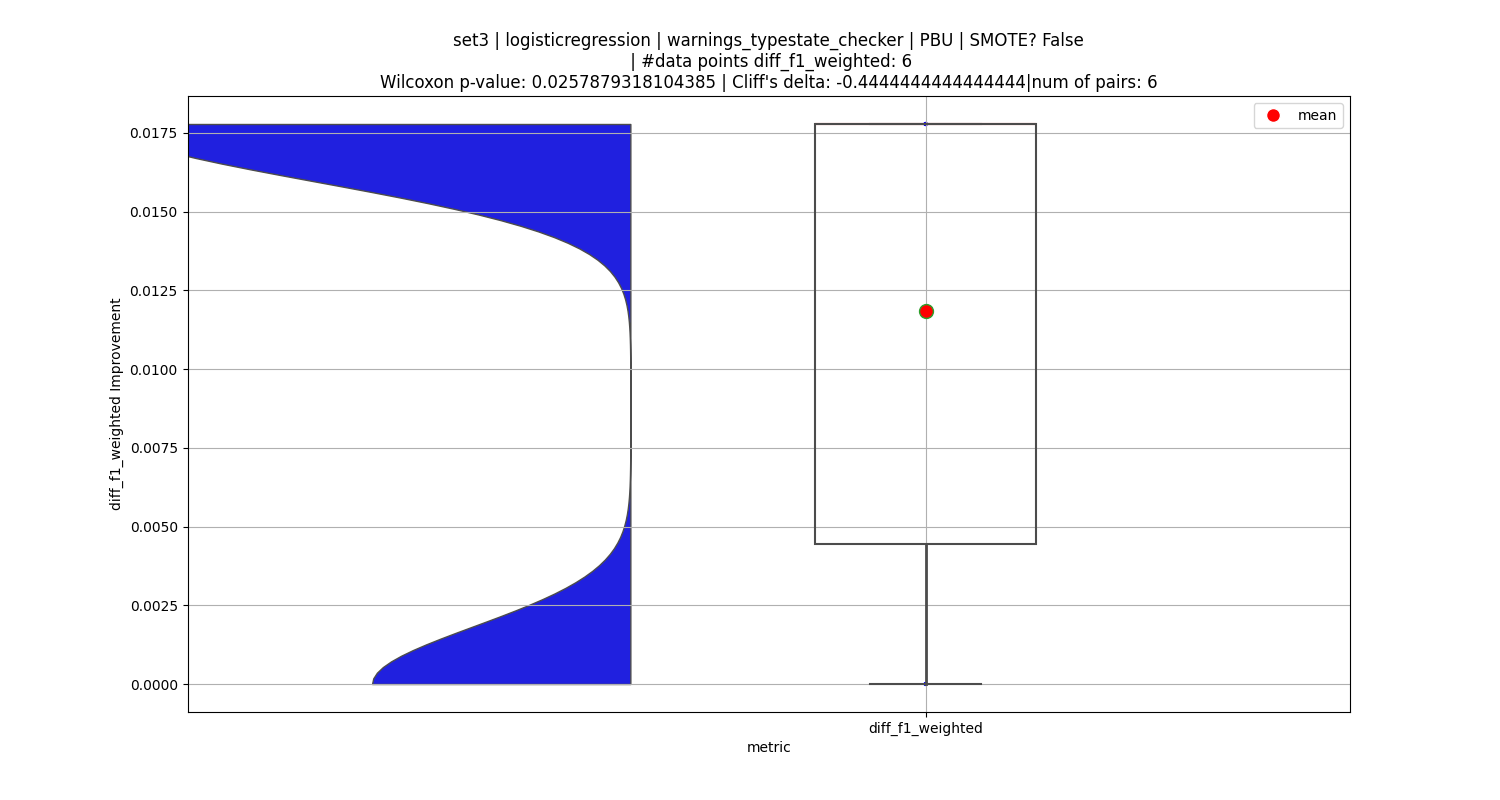 set3 | logisticregression | warnings_typestate_checker | PBU | SMOTE? False
| #data points diff_f1_weighted: 6
Wilcoxon p-value: 0.0257879318104385 | Cliff's delta: -0.4444444444444444|num of pairs: 6
mean
0.0175
0.0150
0.0125
0.0100
0.0075
0.0050
0.0025
0.0000
diff_f1_weighted Improvement
diff_f1_weighted
metric